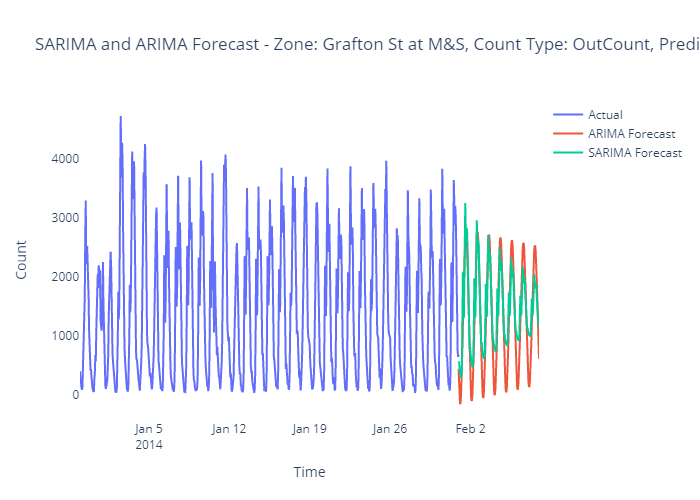 SARIMA and ARIMA Forecast - Zone: Grafton St at M&S, Count Type: OutCount, Predi
Actual
ARIMA Forecast
SARIMA Forecast
Count
4000
3000
2000
1000
0
Jan 5
2014
Jan 12
Jan 19
Jan 26
Feb 2
Time